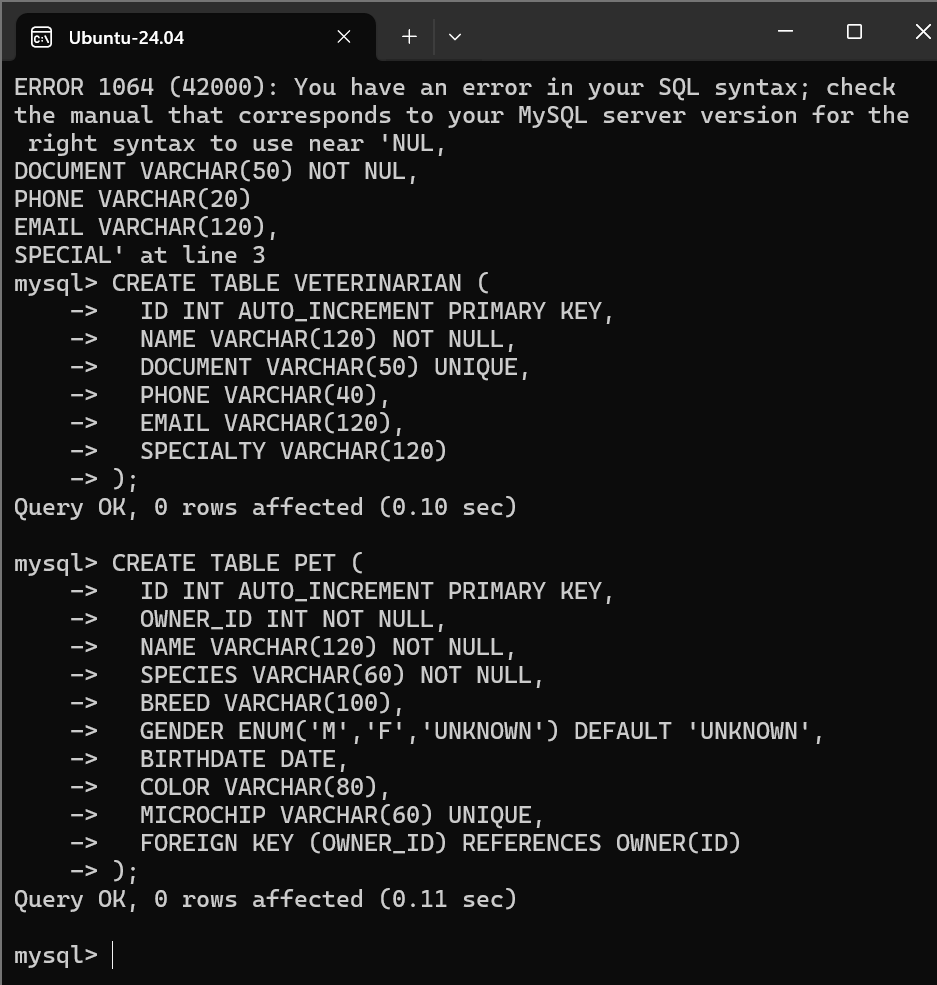 Ubuntu-24.04
ERROR 1064 (42000): You have an error in your SQL syntax; check
the manual that corresponds to your MySQL server version for the
 right syntax to use near 'NUL,
DOCUMENT VARCHAR(50) NOT NUL,
PHONE VARCHAR(20)
EMAIL VARCHAR(120),
SPECIAL' at line 3
mysql> CREATE TABLE VETERINARIAN (
    ->   ID INT AUTO_INCREMENT PRIMARY KEY,
    ->   NAME VARCHAR(120) NOT NULL,
    ->   DOCUMENT VARCHAR(50) UNIQUE,
    ->   PHONE VARCHAR(40),
    ->   EMAIL VARCHAR(120),
    ->   SPECIALTY VARCHAR(120)
    -> );
Query OK, 0 rows affected (0.10 sec)

mysql> CREATE TABLE PET (
    ->   ID INT AUTO_INCREMENT PRIMARY KEY,
    ->   OWNER_ID INT NOT NULL,
    ->   NAME VARCHAR(120) NOT NULL,
    ->   SPECIES VARCHAR(60) NOT NULL,
    ->   BREED VARCHAR(100),
    ->   GENDER ENUM('M','F','UNKNOWN') DEFAULT 'UNKNOWN',
    ->   BIRTHDATE DATE,
    ->   COLOR VARCHAR(80),
    ->   MICROCHIP VARCHAR(60) UNIQUE,
    ->   FOREIGN KEY (OWNER_ID) REFERENCES OWNER(ID)
    -> );
Query OK, 0 rows affected (0.11 sec)

mysql>